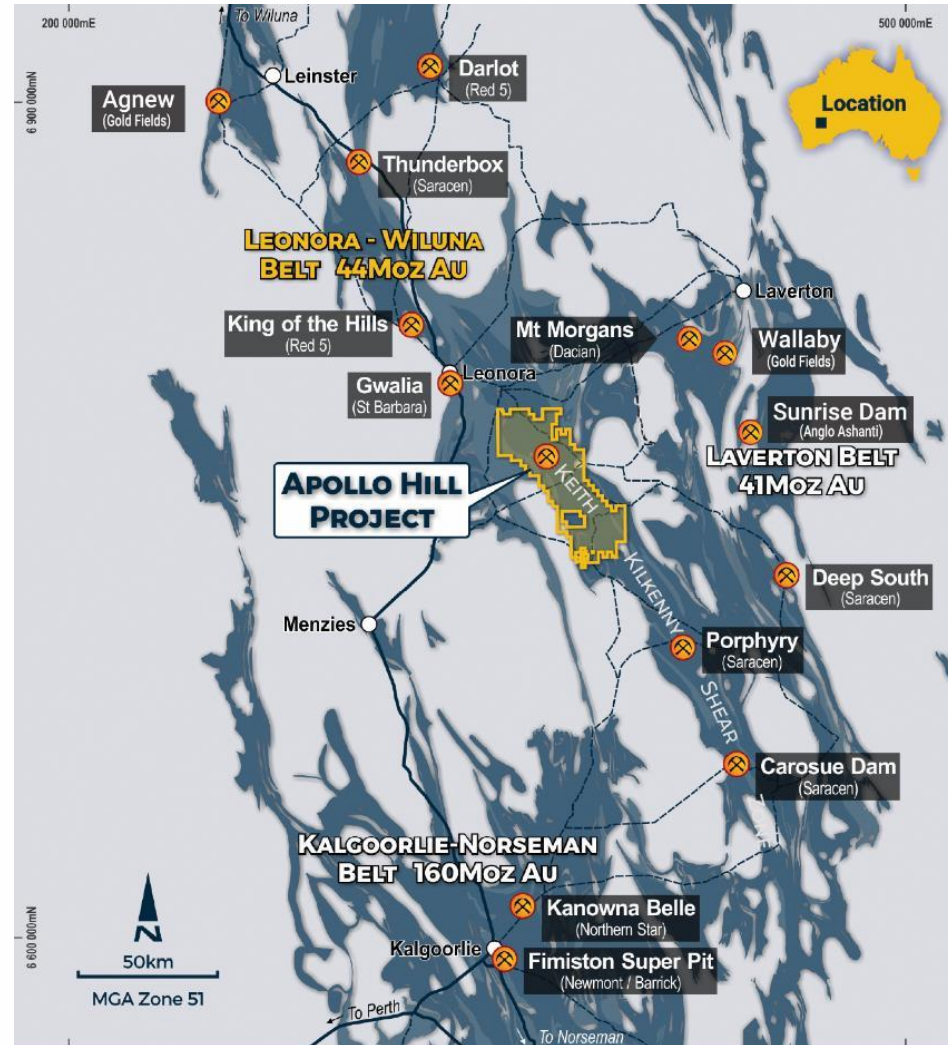 200 000mE
500 000mE
To Wiluna
Leinster
Darlot
(Red 5)
Agnew
(Gold Fields)
6 900 000mN
Location
Thunderbox
(Saracen)
LEONORA - WILUNA
BELT 44MOZ AU
Laverton
King of the Hills
(Red 5)
Mt Morgans
(Dacian)
Wallaby
(Gold Fields)
Leonora
Gwalia
(St Barbara)
Sunrise Dam
(Anglo Ashanti)
LAVERTON BELT
41MOZ AU
APOLLO HILL
PROJECT
KEITH
KILKENNY
SHEAR
ZONE
Deep South
(Saracen)
Menzies
Porphyry
(Saracen)
Carosue Dam
(Saracen)
KALGOORLIE-NORSEMAN
BELT 160MOZ AU
Kanowna Belle
(Northern Star)
N
6 600 000mN
Kalgoorlie
Fimiston Super Pit
(Newmont / Barrick)
50km
MGA Zone 51
To Perth
To Norseman